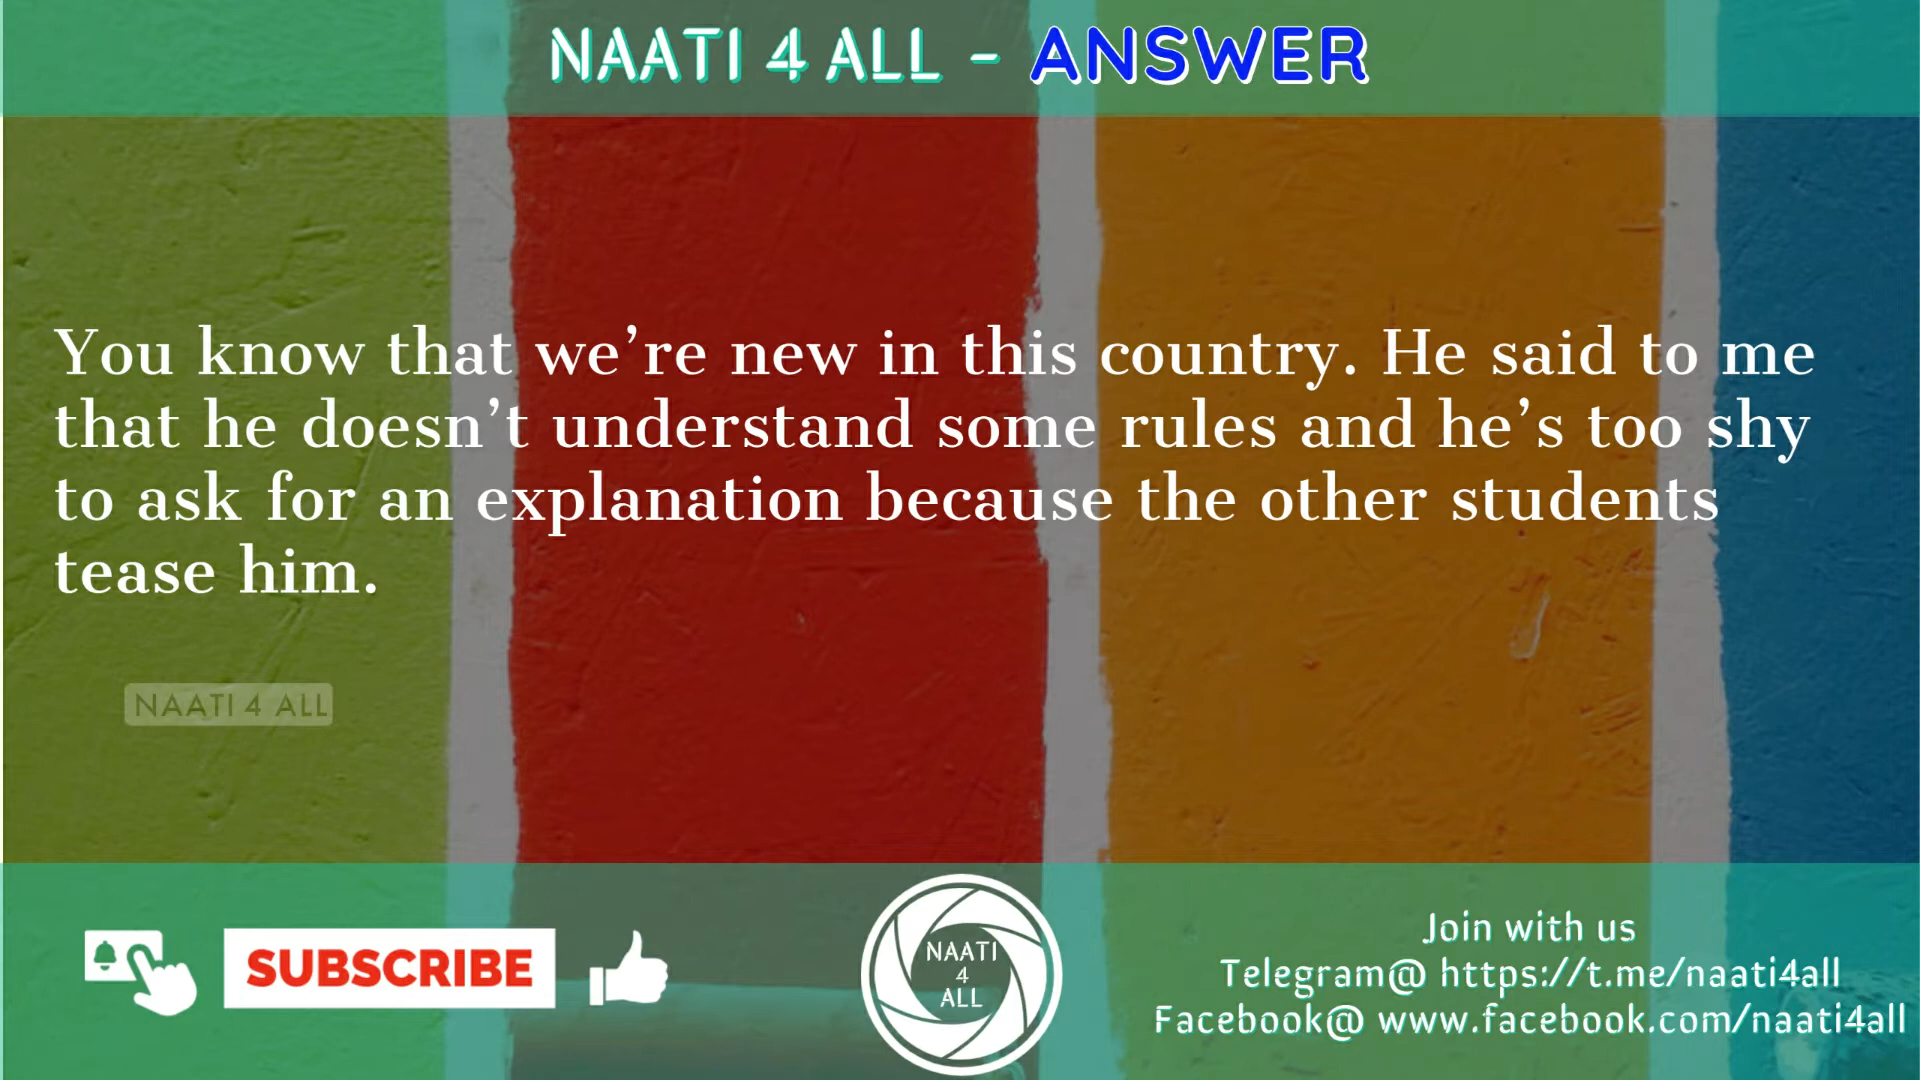 NAATI 4 ALL - ANSWER
You know that we’re new in this country. He said to me
that he doesn’t understand some rules and he’s too shy
to ask for an explanation because the other students
tease him.
NAATI 4 ALL
SUBSCRIBE
NAATI
4
ALL
Join with us
Telegram@ https://t.me/naati4all
Facebook@ www.facebook.com/naati4all